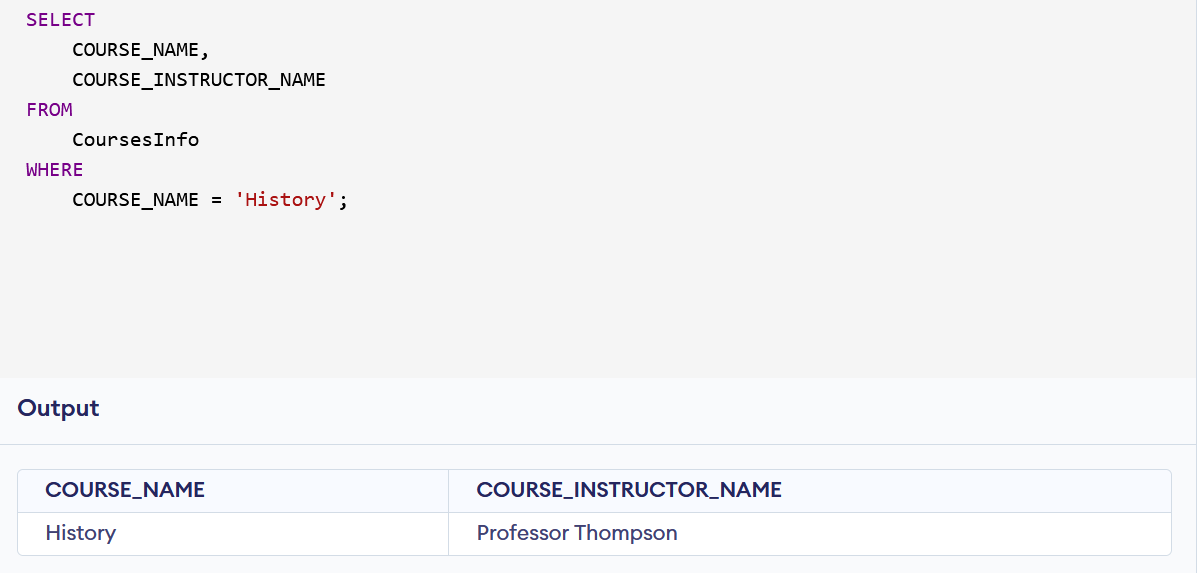 SELECT
    COURSE_NAME,
    COURSE_INSTRUCTOR_NAME
FROM
    CoursesInfo
WHERE
    COURSE_NAME = 'History';
Output
COURSE_NAME COURSE_INSTRUCTOR_NAME
History Professor Thompson